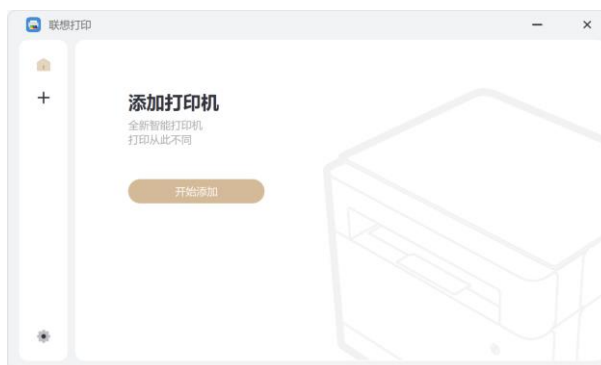 联想打印
添加打印机
全新智能打印机
打印从此不同
开始添加